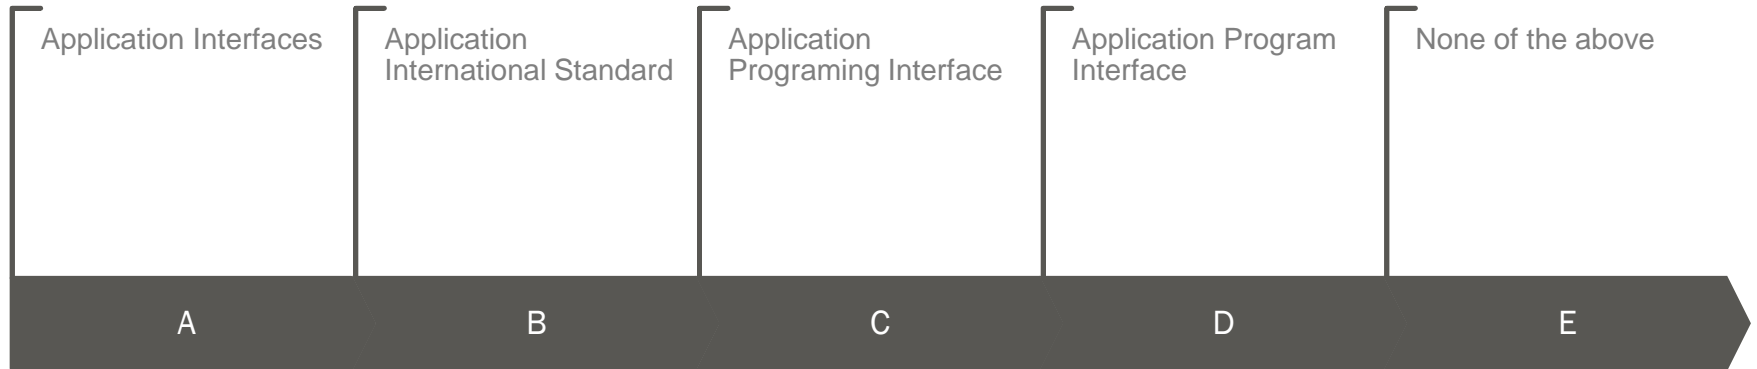 Application Interfaces
Application
International Standard
Application
Programing Interface
Application Program
Interface
None of the above
A
B
C
D
E